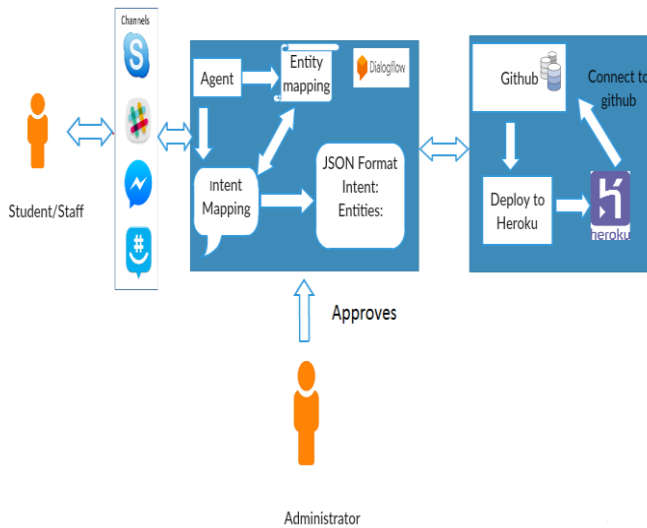 Channels
Student/Staff
Agent
Entity
mapping
Dialogflow
Intent
Mapping
JSON Format
Intent:
Entities:
Github
Connect to
github
Deploy to
Heroku
heroku
Approves
Administrator